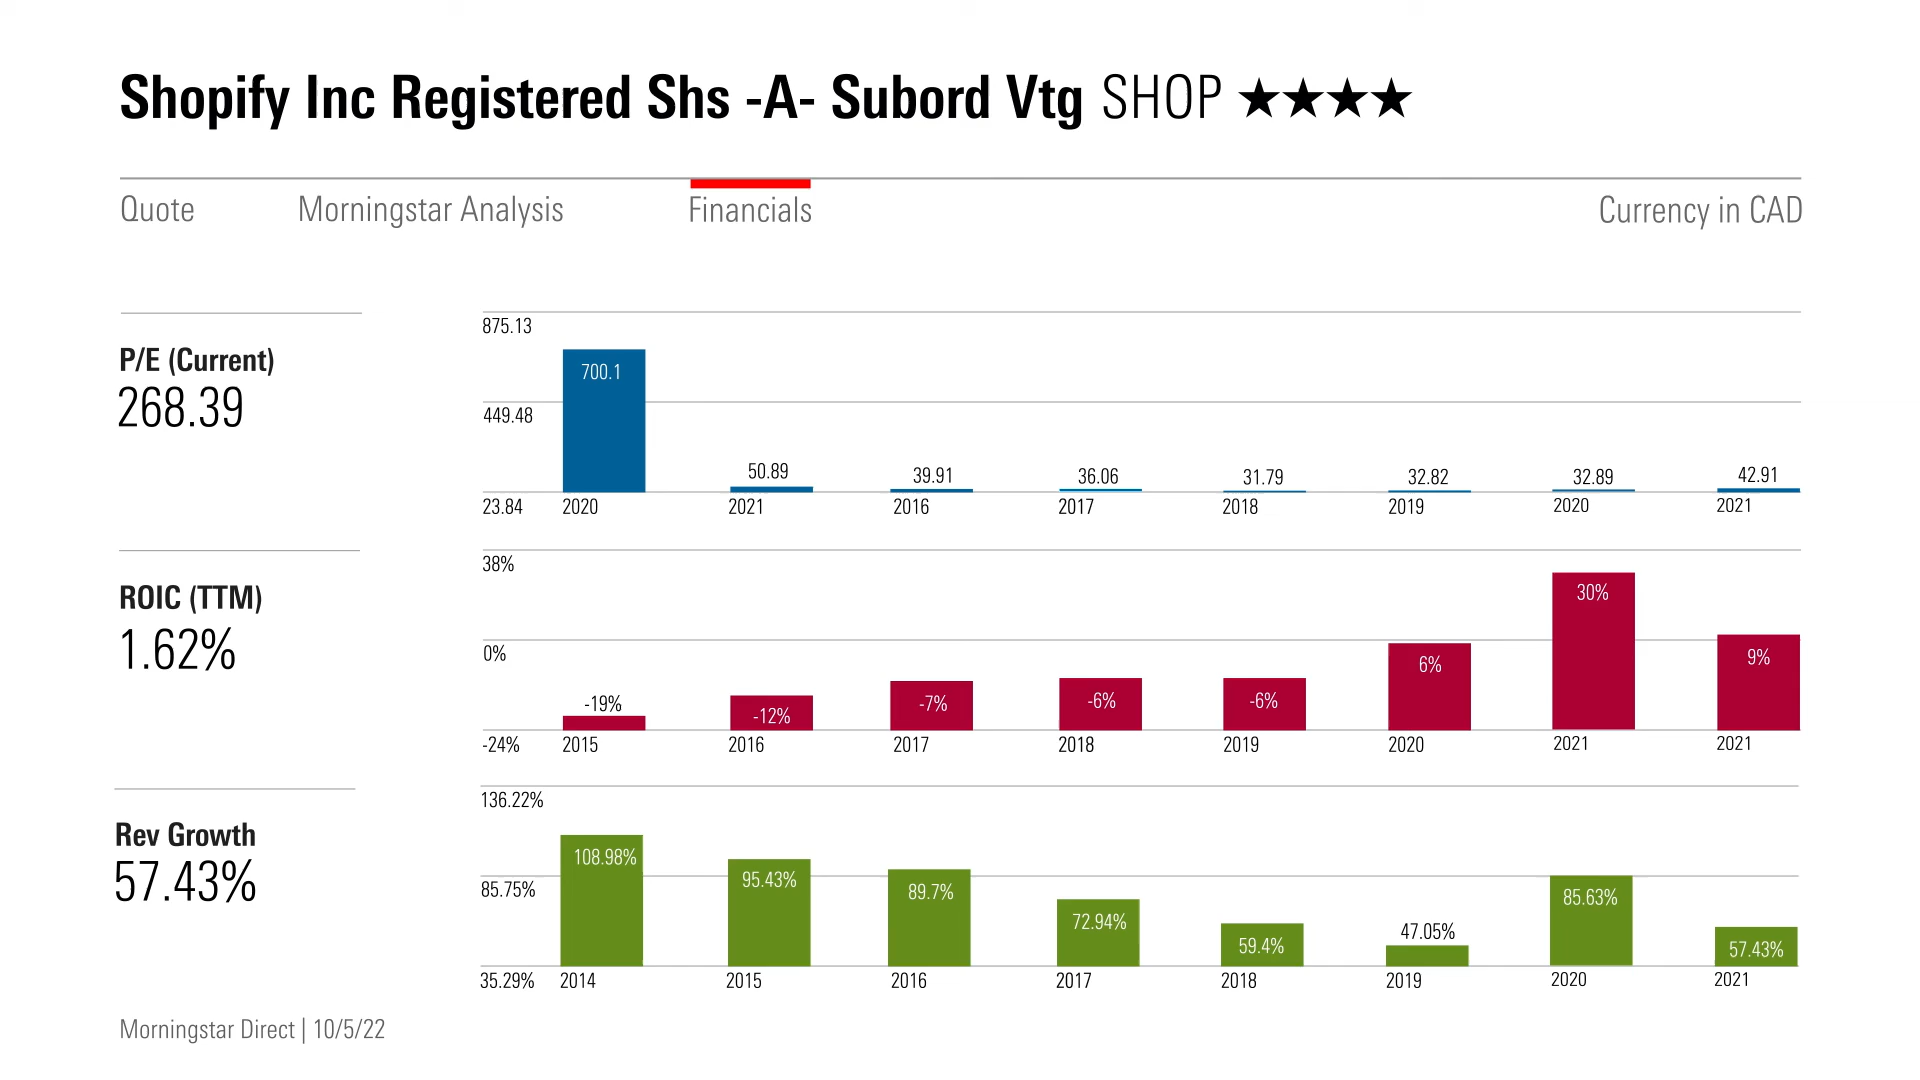 Shopify Inc Registered Shs -A- Subord Vtg SHOP ★★★★
Quote Morningstar Analysis Financials Currency in CAD
P/E (Current)
268.39
875.13
449.48
23.84
700.1 50.89 39.91 36.06 31.79 32.82 32.89 42.91
2020 2021 2016 2017 2018 2019 2020 2021
ROIC (TTM)
1.62%
38%
0%
-24%
-19% -12% -7% -6% -6% 6% 30% 9%
2015 2016 2017 2018 2019 2020 2021 2021
Rev Growth
57.43%
136.22%
85.75%
35.29%
108.98% 95.43% 89.7% 72.94% 59.4% 47.05% 85.63% 57.43%
2014 2015 2016 2017 2018 2019 2020 2021
Morningstar Direct | 10/5/22